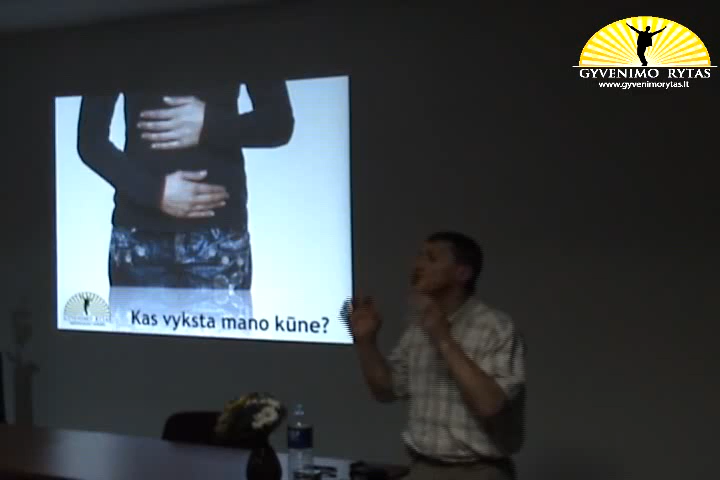 GYVENIMO RYTAS
www.gyvenimorytas.lt
Kas vyksta mano kūne?